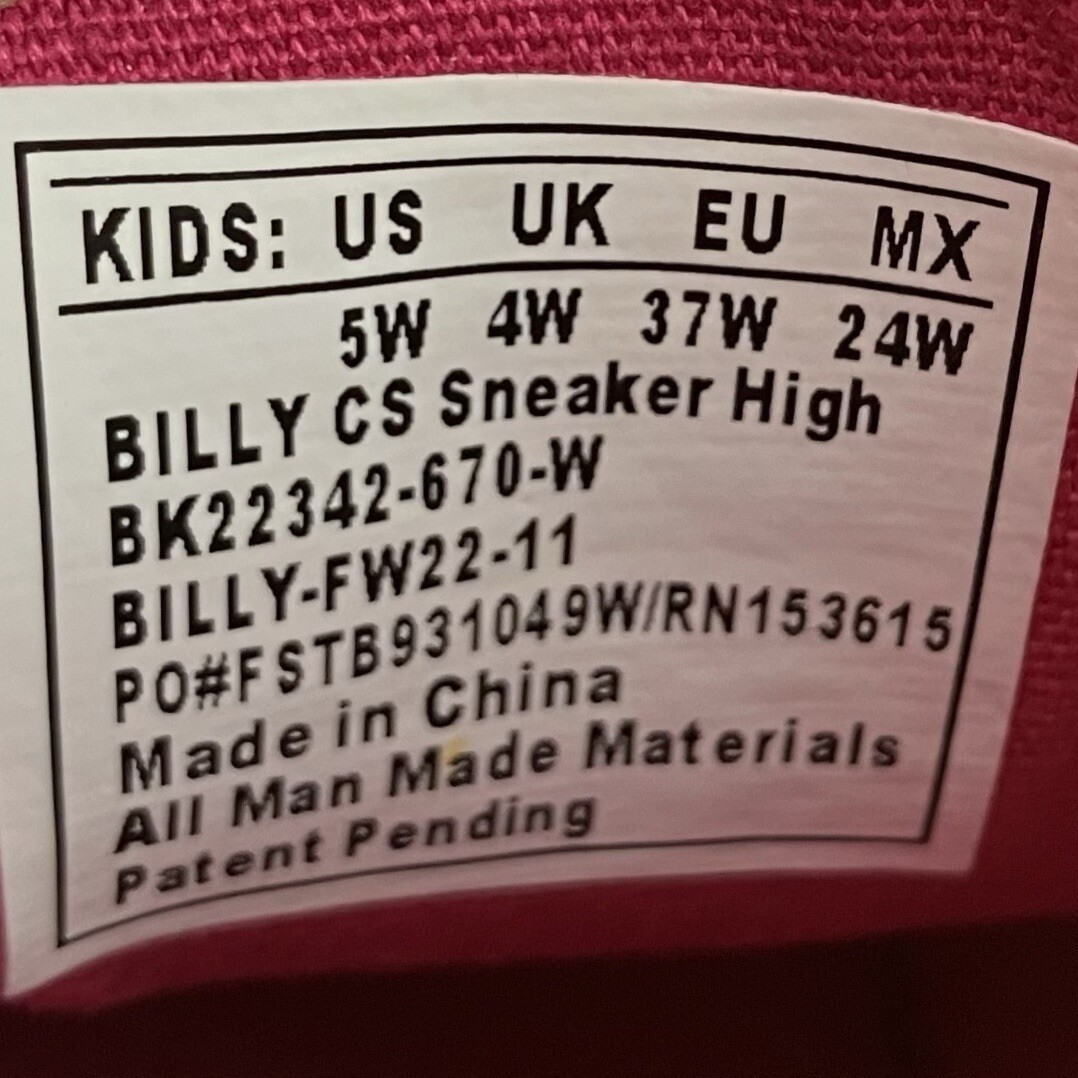 KIDS: US UK EU MX
5W 4W 37W 24W
BILLY CS Sneaker High
BK22342-670-W
BILLY-FW22-11
PO#FSTB931049W/RN153615
Made in China
All Man Made Materials
Patent Pending